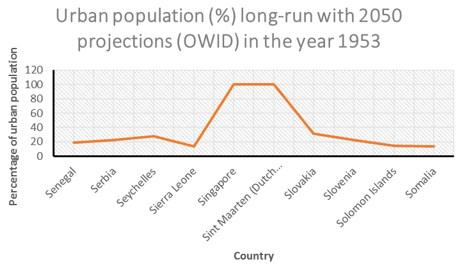 Urban population (%) long-run with 2050
projections (OWID) in the year 1953
Percentage of urban population
120
100
80
60
40
20
0
Senegal
Serbia
Seychelles
Sierra Leone
Singapore
Sint Maarten (Dutch...
Slovakia
Slovenia
Solomon Islands
Somalia
Country